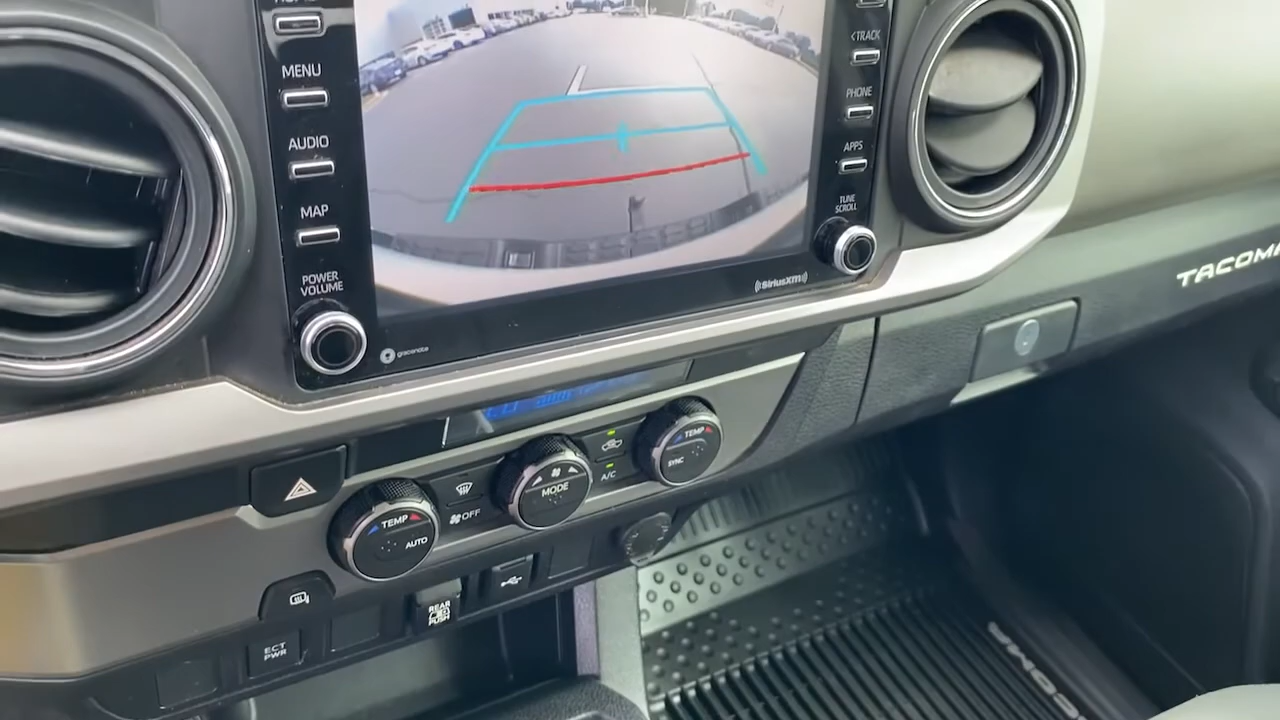 MENU
AUDIO
MAP
POWER
VOLUME
gracenote
<TRACK
PHONE
APPS
TUNE
SCROLL
SiriusXM
TACOMA
TEMP
AUTO
OFF
MODE
A/C
TEMP
SYNC
REAR
PUSH
ECT
PWR